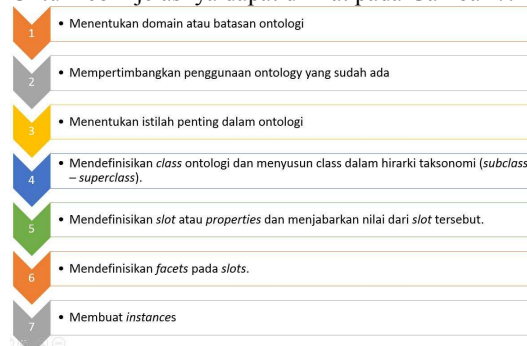 1
• Menentukan domain atau batasan ontologi
2
• Mempertimbangkan penggunaan ontology yang sudah ada
3
• Menentukan istilah penting dalam ontologi
4
• Mendefinisikan class ontologi dan menyusun class dalam hirarki taksonomi (subclass
– superclass).
5
• Mendefinisikan slot atau properties dan menjabarkan nilai dari slot tersebut.
6
• Mendefinisikan facets pada slots.
7
• Membuat instances